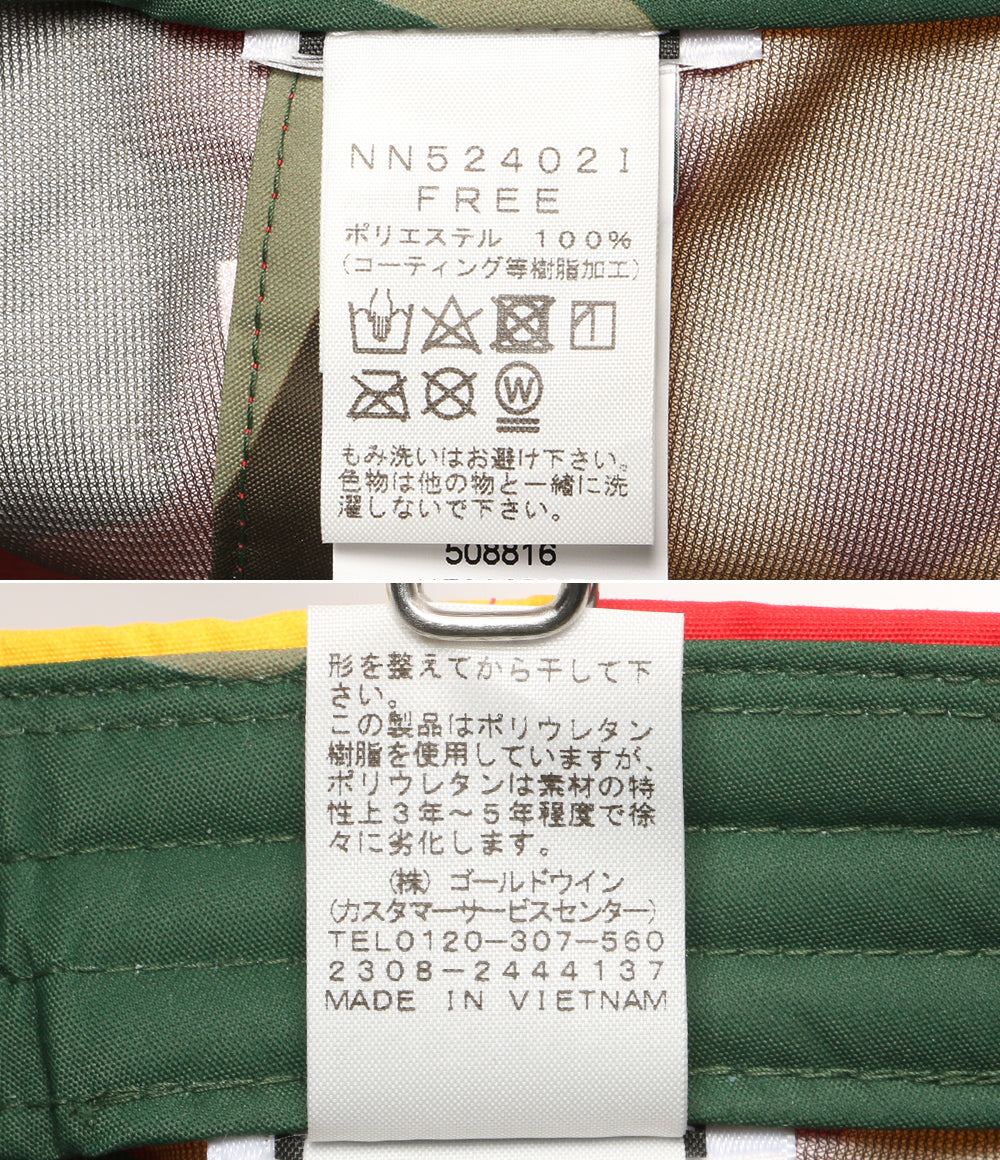 NN52402I
FREE
ポリエステル 100%
(コーティング等樹脂加工)
W
もみ洗いはお避け下さい。
色物は他の物と一緒に洗
濯しないで下さい。
508816
形を整えてから干して下
さい。
この製品はポリウレタン
樹脂を使用していますが、
ポリウレタンは素材の特
性上3年~5年程度で徐
々に劣化します。
(株) ゴールドウイン
(カスタマーサービスセンター)
TEL0120-307-560
2308-2444137
MADE IN VIETNAM